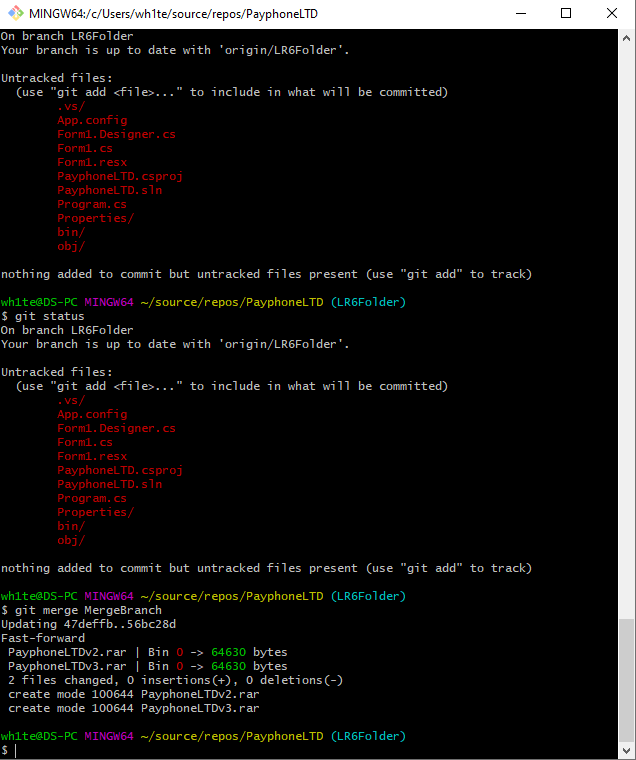 MINGW64:/c/Users/wh1te/source/repos/PayphoneLTD
On branch LR6Folder
Your branch is up to date with 'origin/LR6Folder'.
Untracked files:
(use "git add <file>..." to include in what will be committed)
.vs/
App.config
Form1.Designer.cs
Form1.cs
Form1.resx
PayphoneLTD.csproj
PayphoneLTD.sln
Program.cs
Properties/
bin/
obj/
nothing added to commit but untracked files present (use "git add" to track)
wh1te@DS-PC MINGW64 ~/source/repos/PayphoneLTD (LR6Folder)
$ git status
On branch LR6Folder
Your branch is up to date with 'origin/LR6Folder'.
Untracked files:
(use "git add <file>..." to include in what will be committed)
.vs/
App.config
Form1.Designer.cs
Form1.cs
Form1.resx
PayphoneLTD.csproj
PayphoneLTD.sln
Program.cs
Properties/
bin/
obj/
nothing added to commit but untracked files present (use "git add" to track)
wh1te@DS-PC MINGW64 ~/source/repos/PayphoneLTD (LR6Folder)
$ git merge MergeBranch
Updating 47deffb..56bc28d
Fast-forward
PayphoneLTDv2.rar | Bin 0 -> 64630 bytes
PayphoneLTDv3.rar | Bin 0 -> 64630 bytes
2 files changed, 0 insertions(+), 0 deletions(-)
create mode 100644 PayphoneLTDv2.rar
create mode 100644 PayphoneLTDv3.rar
wh1te@DS-PC MINGW64 ~/source/repos/PayphoneLTD (LR6Folder)
$